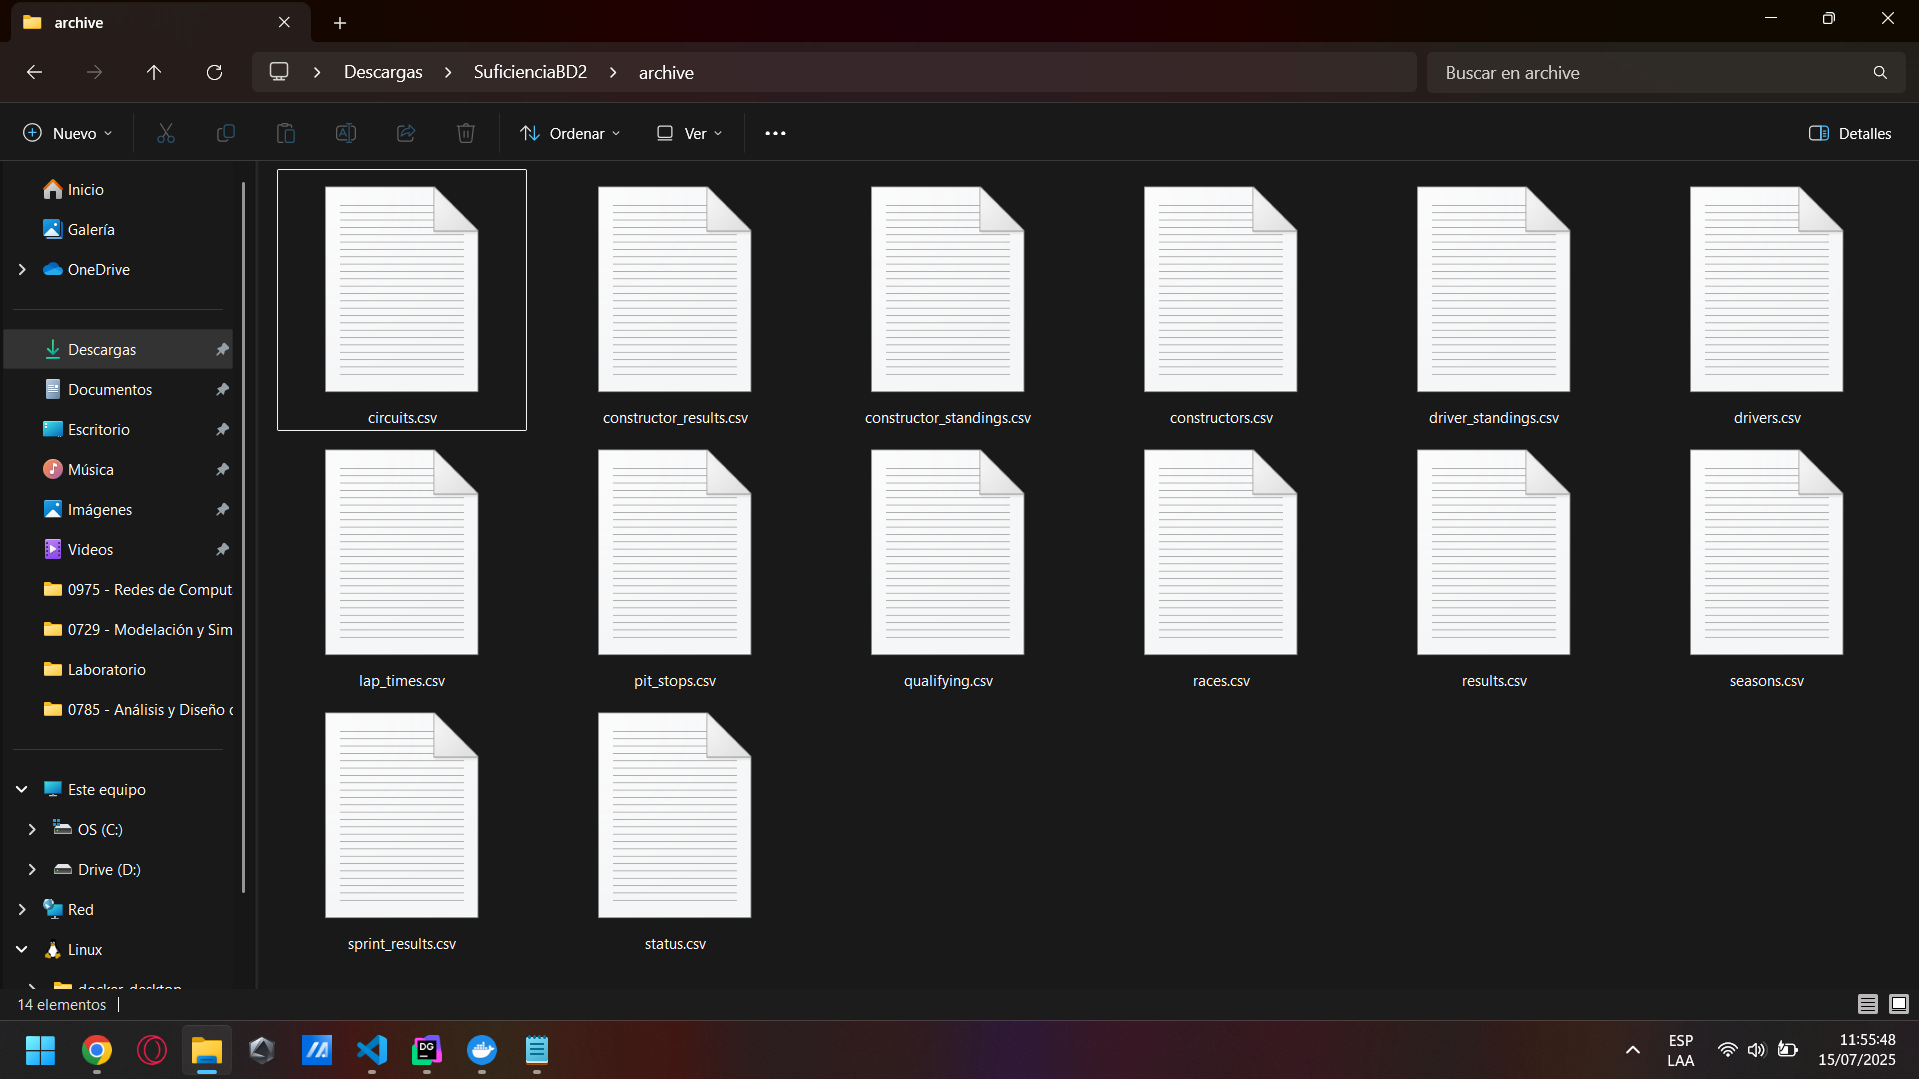 archive
Descargas
SuficienciaBD2
archive
Buscar en archive
Nuevo
Ordenar
Ver
Detalles
Inicio
Galería
OneDrive
Descargas
Documentos
Escritorio
Música
Imágenes
Videos
0975 - Redes de Comput
0729 - Modelación y Sim
Laboratorio
0785 - Análisis y Diseño
Este equipo
OS (C:)
Drive (D:)
Red
Linux
docker-desktop
circuits.csv
constructor_results.csv
constructor_standings.csv
constructors.csv
driver_standings.csv
drivers.csv
lap_times.csv
pit_stops.csv
qualifying.csv
races.csv
results.csv
seasons.csv
sprint_results.csv
status.csv
14 elementos
DG
ESP
LAA
11:55:48
15/07/2025